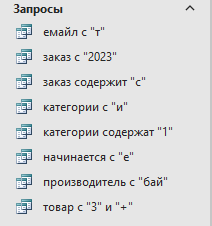 Запросы
емайл с "т"
заказ с "2023"
заказ содержит "с"
категории с "и"
категории содержат "1"
начинается с "е"
производитель с "бай"
товар с "3" и "+"